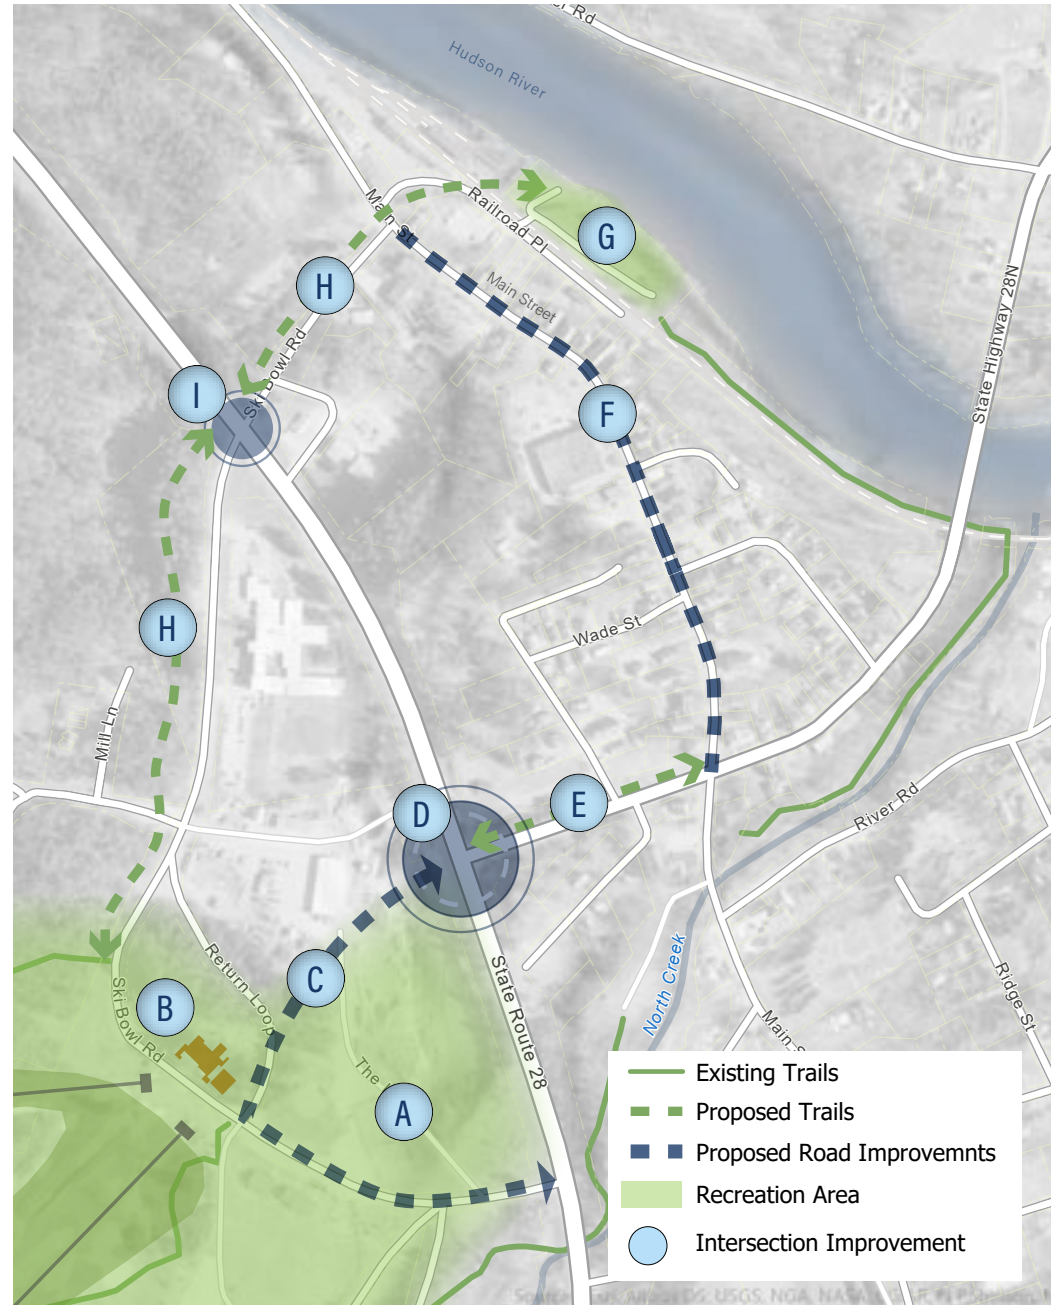 er Rd
Hudson River
Main St
Railroad Pl
G
H
Main Street
State Highway 28N
Ski Bowl Rd
I
F
Wade St
H
Mill Ln
D
E
River Rd
Return Loop
C
State Route 28
North Creek
Ridge St
B
Ski Bowl Rd
Main S
The
A
Existing Trails
Proposed Trails
Proposed Road Improvemnts
Recreation Area
Intersection Improvement